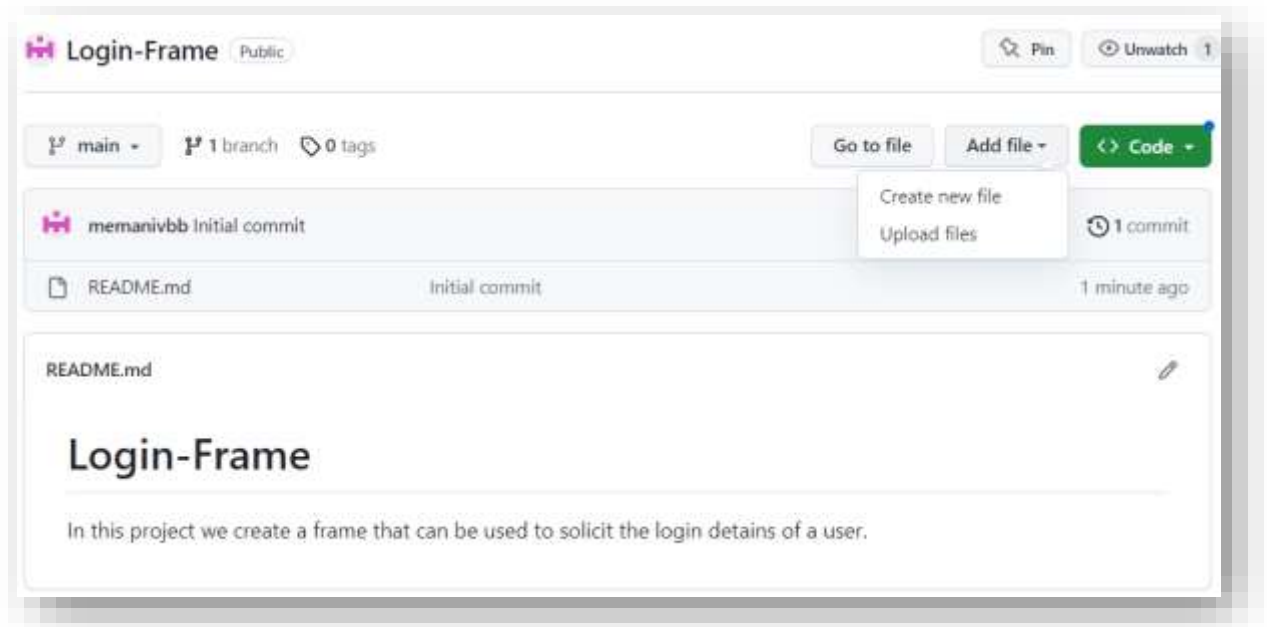 Login-Frame Public Pin Unwatch 1
main 1 branch 0 tags Go to file Add file <> Code
Create new file
Upload files
memanivbb Initial commit 1 commit
README.md Initial commit 1 minute ago
README.md
Login-Frame
In this project we create a frame that can be used to solicit the login detains of a user.